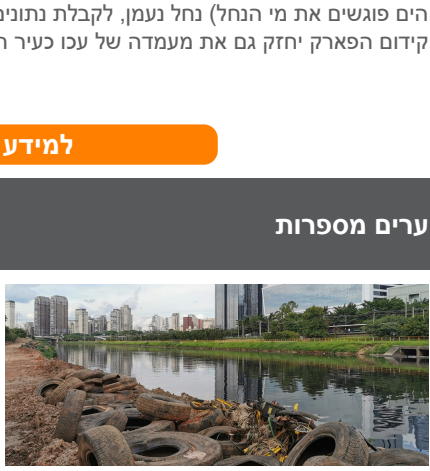 הים פוגשים את מי הנחל) נחל נעמן, לקבלת
קידום הפארק יחזק גם את מעמדה של עכו כעיר
למידע
ערים מספרות